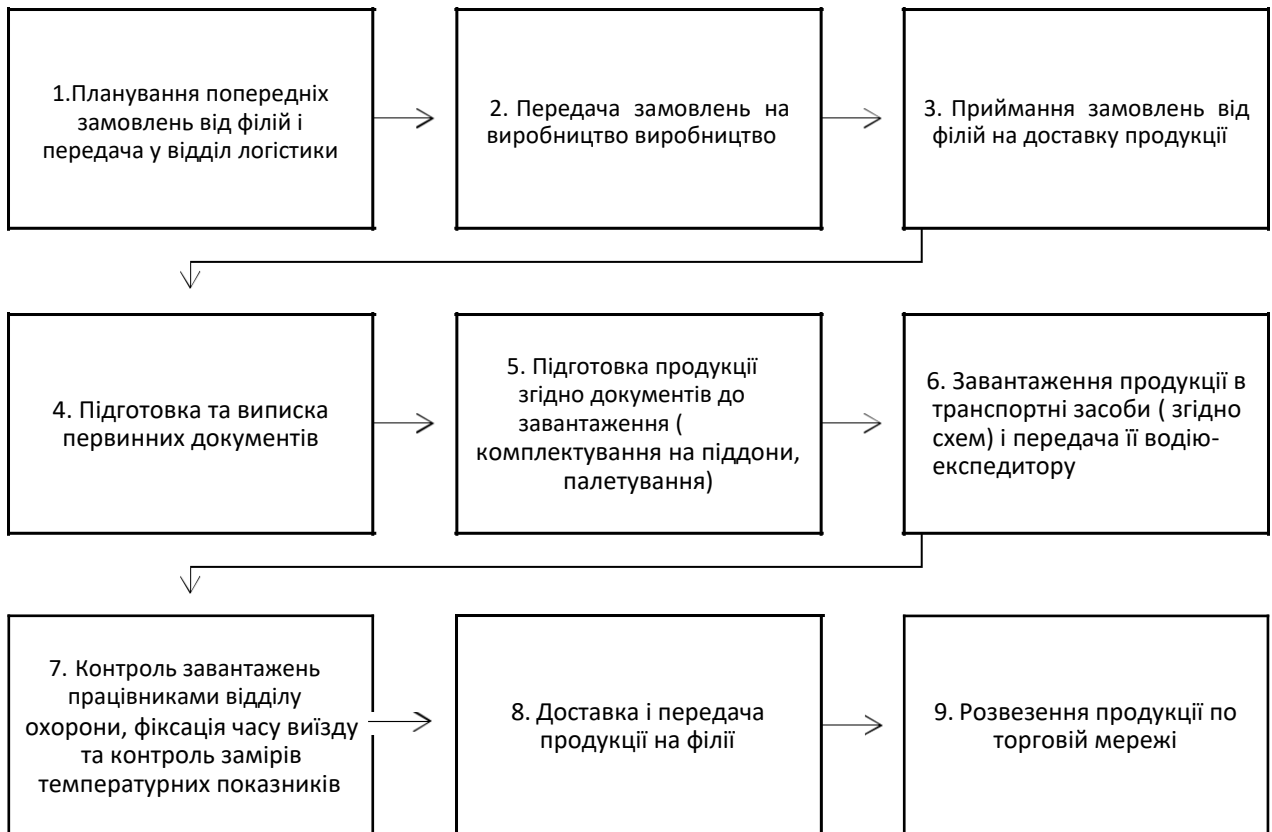 1.Планування попередніх
замовлень від філій і
передача у відділ логістики
2. Передача замовлень на
виробництво виробництво
3. Приймання замовлень від
філій на доставку продукції
4. Підготовка та виписка
первинних документів
5. Підготовка продукції
згідно документів до
завантаження (
комплектування на піддони,
палетування)
6. Завантаження продукції в
транспортні засоби ( згідно
схем) і передача її водію-
експедитору
7. Контроль завантажень
працівниками відділу
охорони, фіксація часу виїзду
та контроль замірів
температурних показників
8. Доставка і передача
продукції на філії
9. Розвезення продукції по
торговій мережі